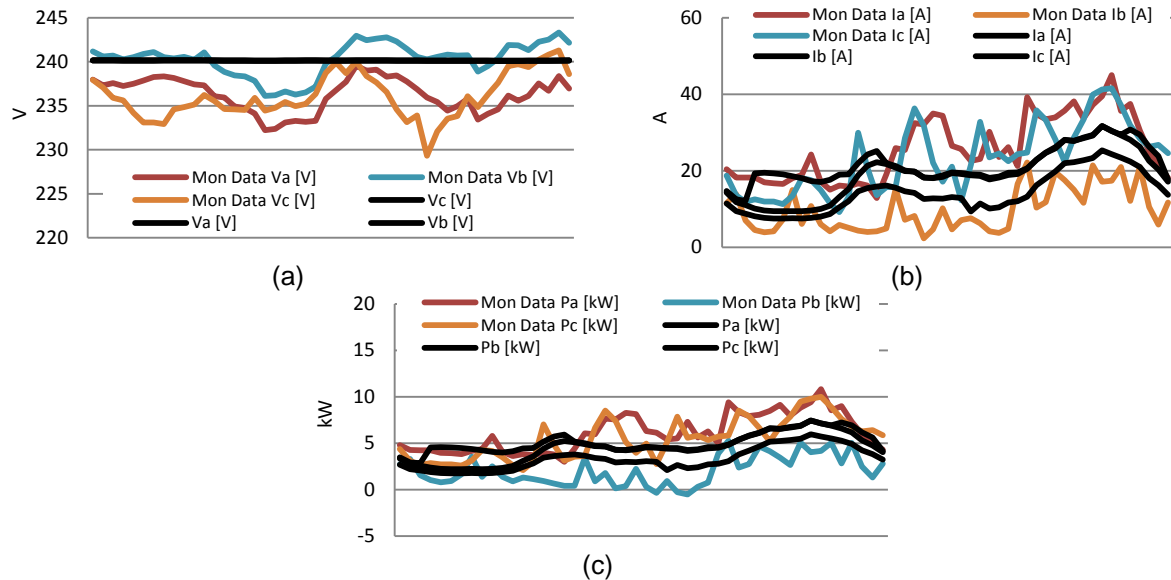 245
240
235
230
225
220
V
Mon Data Va [V] Mon Data Vb [V]
Mon Data Vc [V] Vc [V]
Va [V] Vb [V]
(a)
60
40
20
0
A
Mon Data Ia [A] Mon Data Ib [A]
Mon Data Ic [A] Ia [A]
Ib [A] Ic [A]
(b)
20
15
10
5
0
-5
kW
Mon Data Pa [kW] Mon Data Pb [kW]
Mon Data Pc [kW] Pa [kW]
Pb [kW] Pc [kW]
(c)